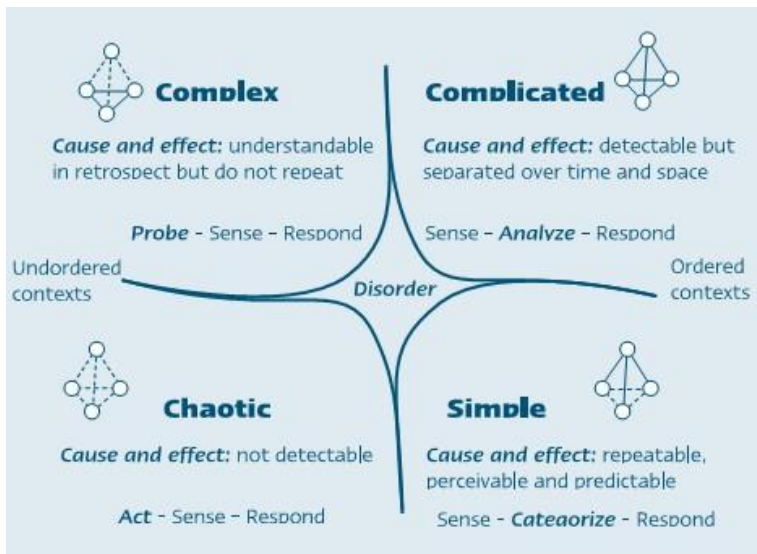 Complex
Cause and effect: understandable
in retrospect but do not repeat
Probe - Sense – Respond
Complicated
Cause and effect: detectable but
separated over time and space
Sense – Analyze – Respond
Undordered
contexts
Disorder
Ordered
contexts
Chaotic
Cause and effect: not detectable
Act - Sense – Respond
Simple
Cause and effect: repeatable,
perceivable and predictable
Sense - Categorize - Respond